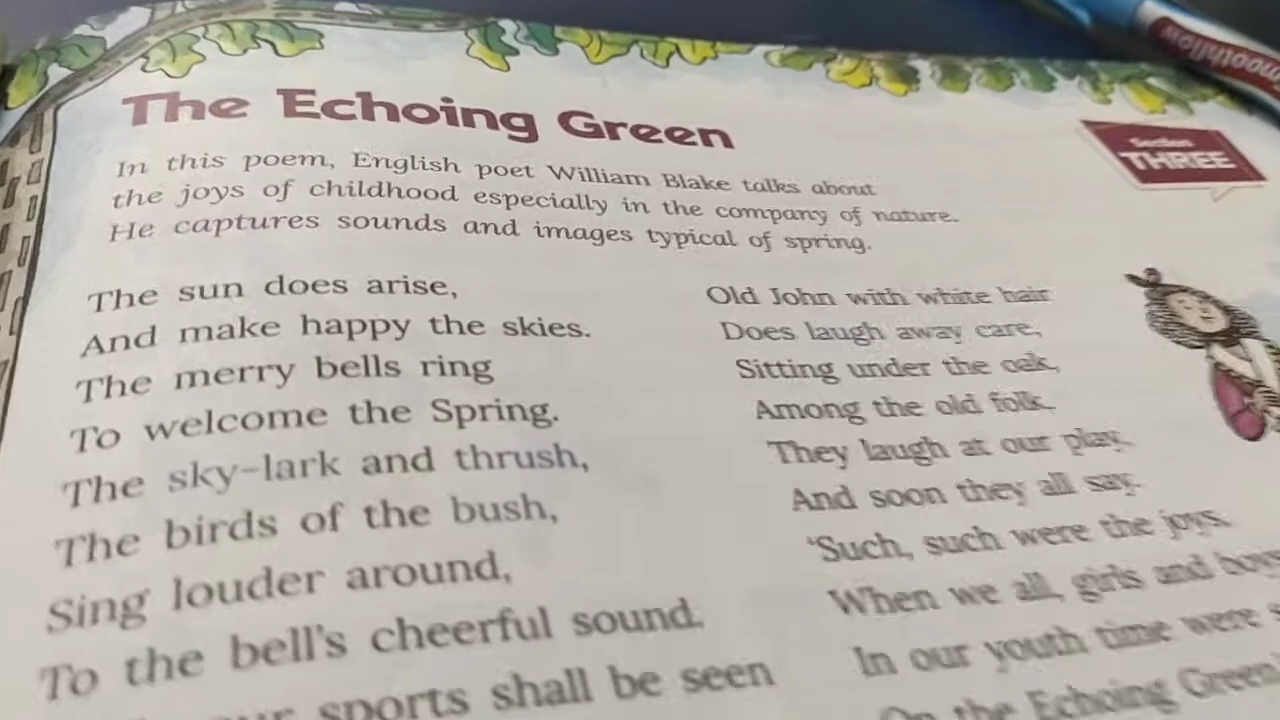 The Echoing Green
Section
THREE
In this poem, English poet William Blake talks about
the joys of childhood especially in the company of nature.
He captures sounds and images typical of spring.
The sun does arise,
And make happy the skies.
The merry bells ring
To welcome the Spring.
The sky-lark and thrush,
The birds of the bush,
Sing louder around,
To the bell's cheerful sound.
sports shall be seen
Old John with white hair
Does laugh away care,
Sitting under the oak,
Among the old folk.
They laugh at our play.
And soon they all say.
'Such, such were the joys.
When we all, girls and boys
In our youth time were
On the Echoing Green